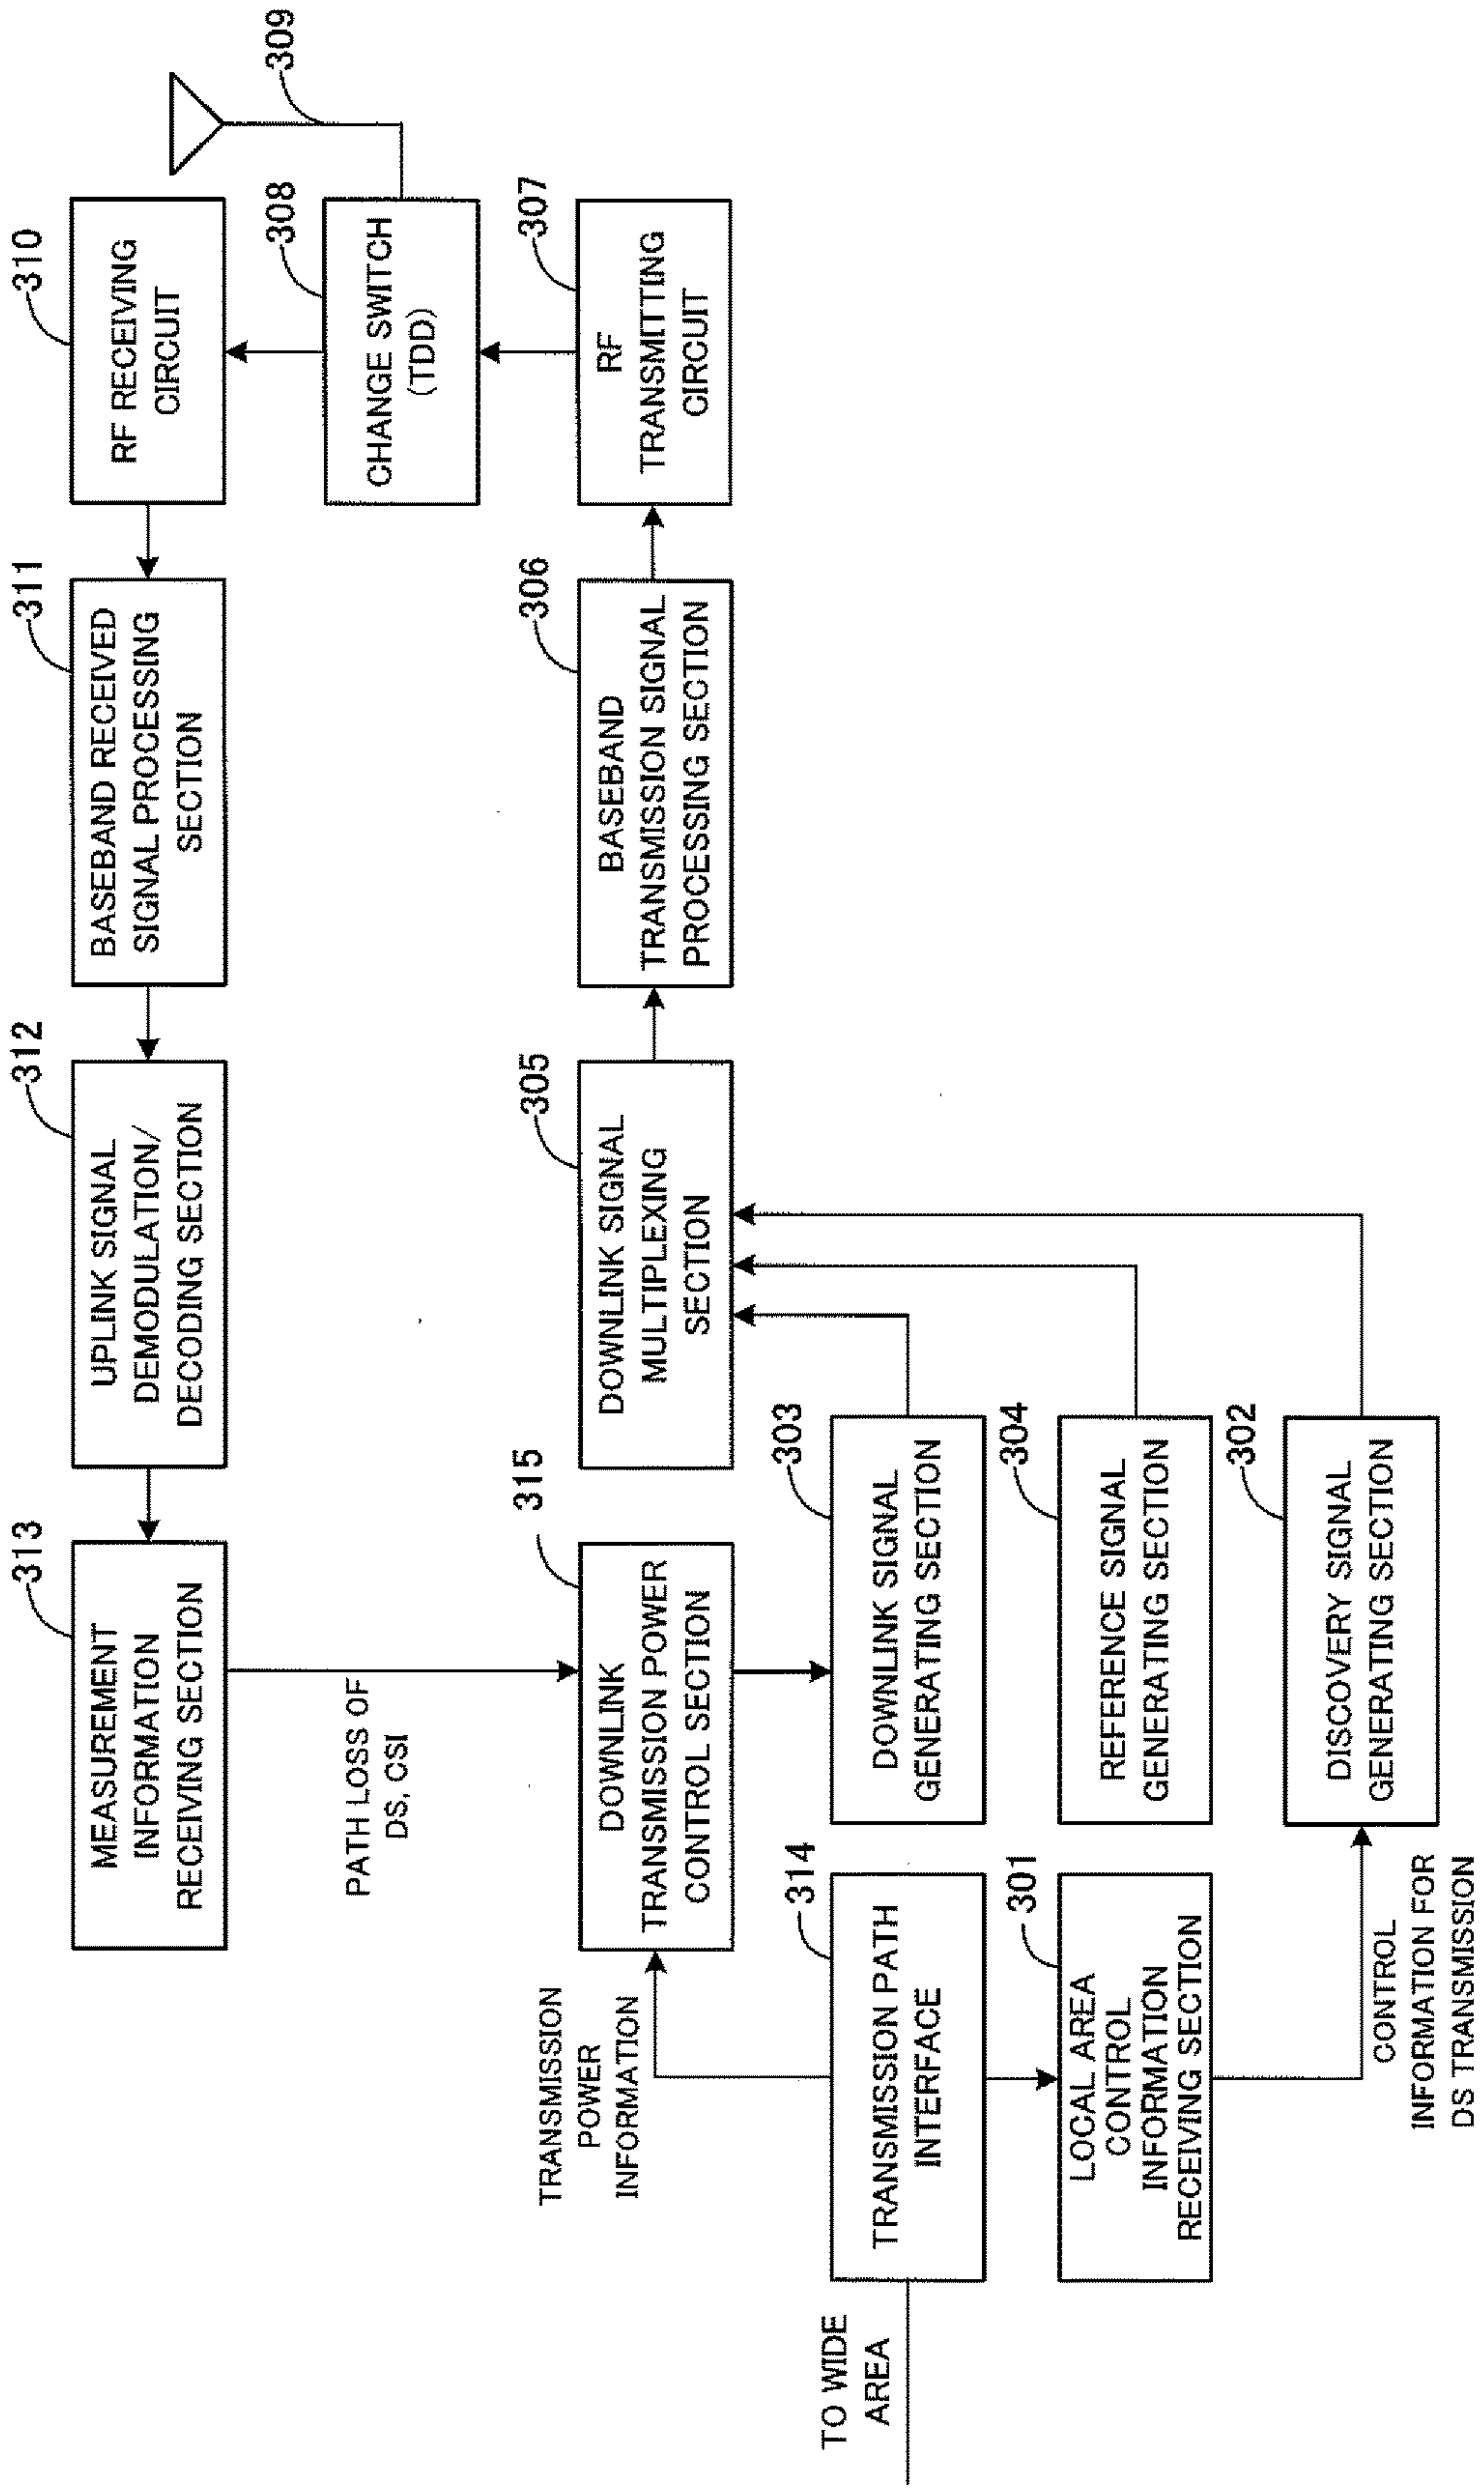 313
MEASUREMENT
INFORMATION
RECEIVING SECTION
312
UPLINK SIGNAL
DEMODULATION/
DECODING SECTION
311
BASEBAND RECEIVED
SIGNAL PROCESSING
SECTION
310
RF RECEIVING
CIRCUIT
309
308
CHANGE SWITCH
(TDD)
PATH LOSS OF
DS, CSI
TRANSMISSION
POWER
INFORMATION
315
DOWNLINK
TRANSMISSION POWER
CONTROL SECTION
305
DOWNLINK SIGNAL
MULTIPLEXING
SECTION
306
BASEBAND
TRANSMISSION SIGNAL
PROCESSING SECTION
307
RF
TRANSMITTING
CIRCUIT
TO WIDE
AREA
314
TRANSMISSION PATH
INTERFACE
303
DOWNLINK SIGNAL
GENERATING SECTION
301
LOCAL AREA
CONTROL
INFORMATION
RECEIVING SECTION
304
REFERENCE SIGNAL
GENERATING SECTION
302
DISCOVERY SIGNAL
GENERATING SECTION
CONTROL
INFORMATION FOR
DS TRANSMISSION